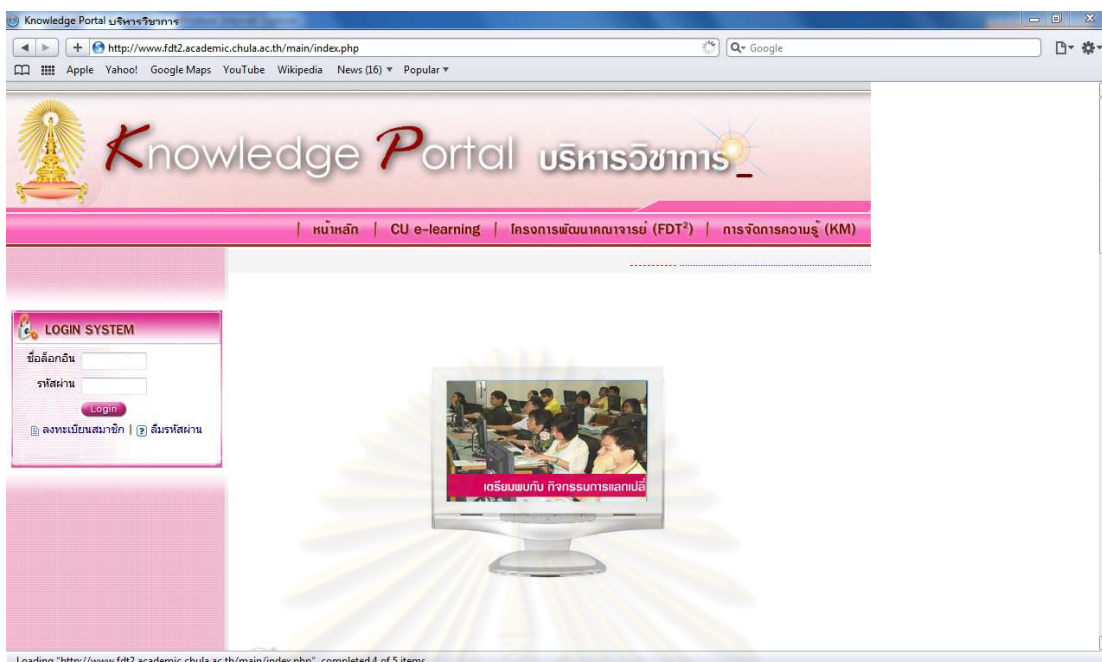 Knowledge Portal บริหารวิชาการ
http://www.fdt2.academic.chula.ac.th/main/index.php
Google
Apple Yahoo! Google Maps YouTube Wikipedia News (16) Popular
Knowledge Portal บริหารวิชาการ
หน้าหลัก | CU e-learning | โครงการพัฒนาคณาจารย์ (FDT²) | การจัดการความรู้ (KM)
LOGIN SYSTEM
ชื่อล็อกอิน
รหัสผ่าน
Login
ลงทะเบียนสมาชิก | ลืมรหัสผ่าน
เตรียมพบกับ กิจกรรมการแลกเปลี่
Loading "http://www.fdt2.academic.chula.ac.th/main/index.php", completed 4 of 5 items